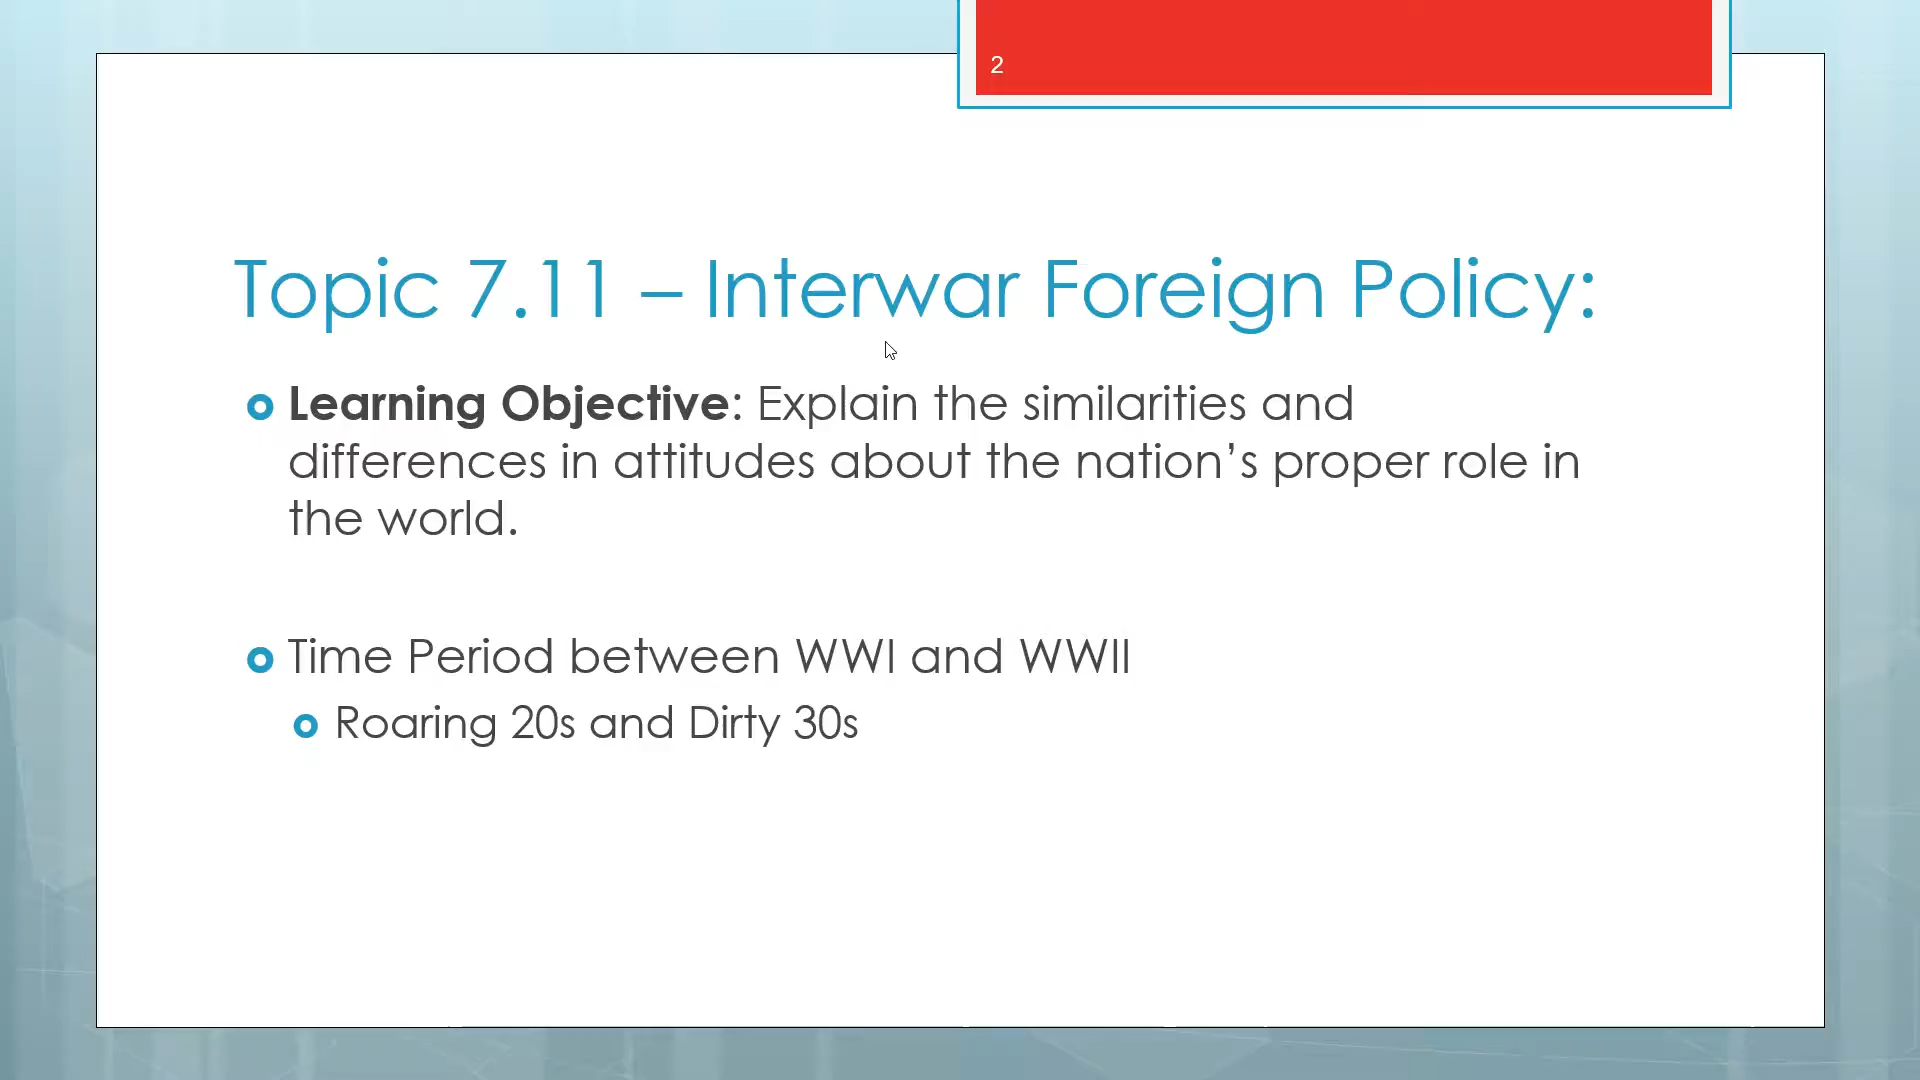 2
Topic 7.11 – Interwar Foreign Policy:
Learning Objective: Explain the similarities and
differences in attitudes about the nation’s proper role in
the world.
Time Period between WWI and WWII
Roaring 20s and Dirty 30s